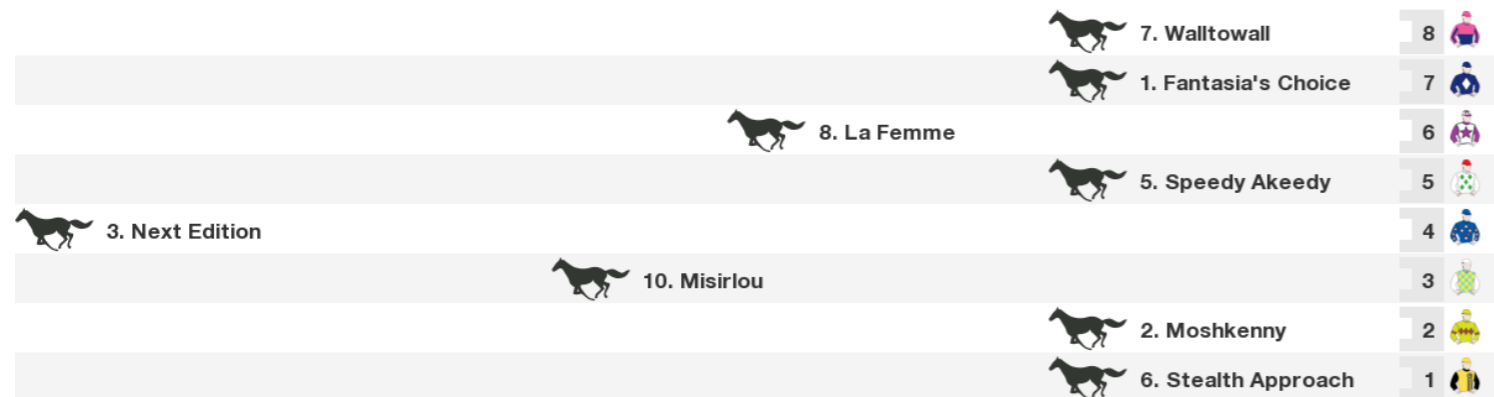 7. Walltowall 8
1. Fantasia's Choice 7
8. La Femme 6
5. Speedy Akeedy 5
3. Next Edition 4
10. Misirlou 3
2. Moshkenny 2
6. Stealth Approach 1